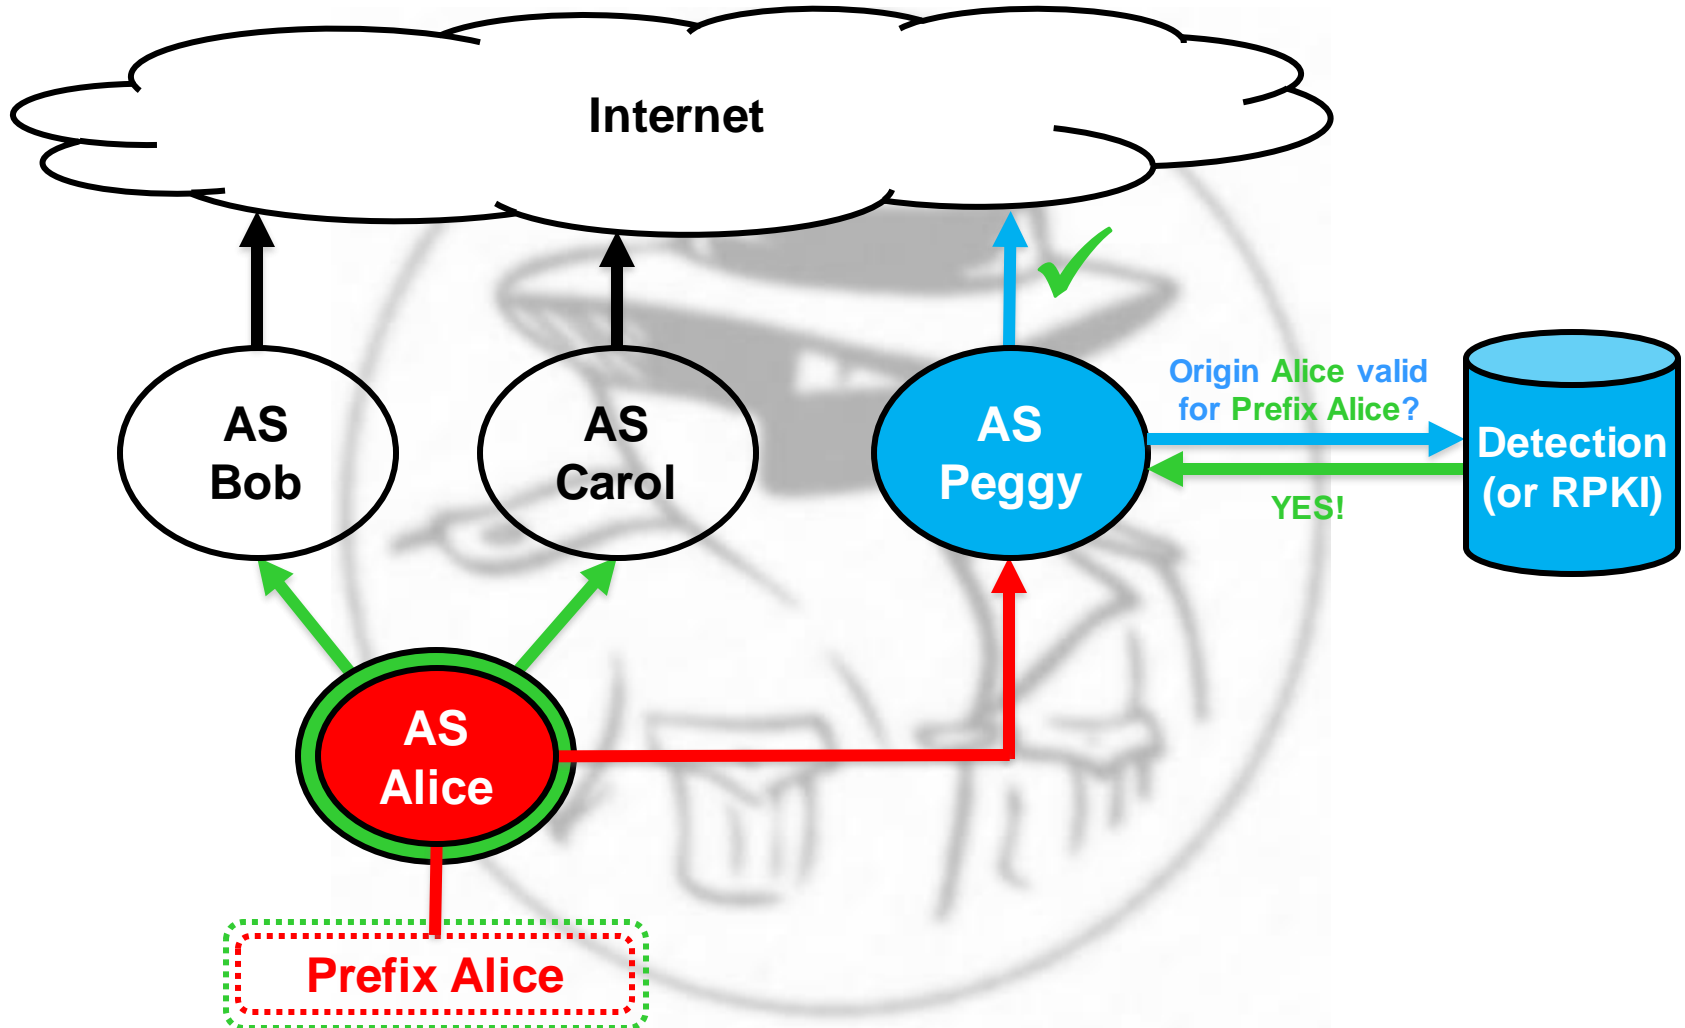 Internet
AS
Bob
AS
Carol
AS
Peggy
Origin Alice valid
for Prefix Alice?
YES!
Detection
(or RPKI)
AS
Alice
Prefix Alice